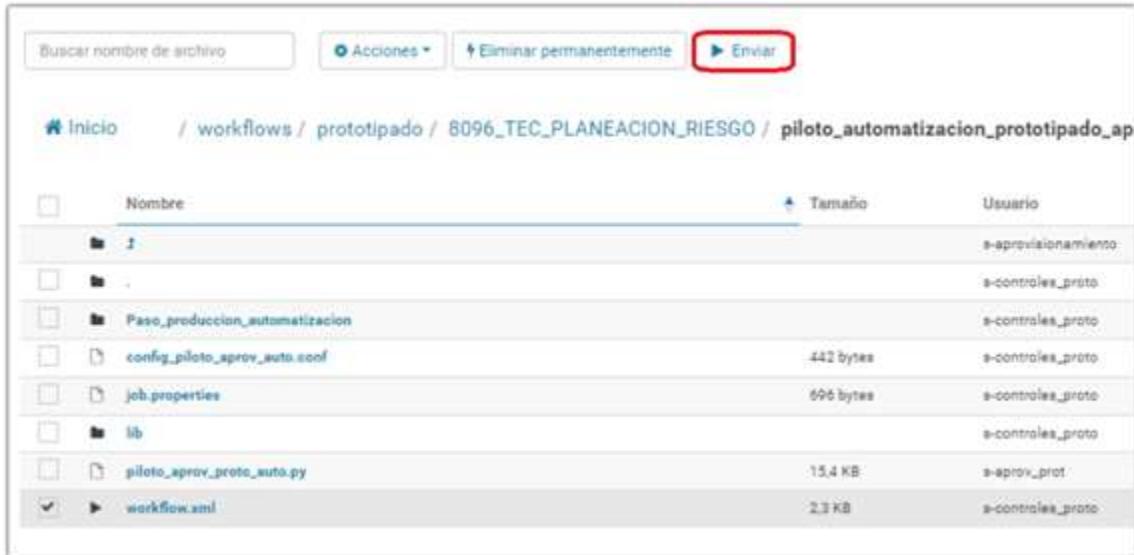 Buscar nombre de archivo Acciones Eliminar permanentemente Enviar
Inicio / workflows / prototipado / 8096_TEC_PLANEACION_RIESGO / piloto_automatizacion_prototipado_ap
Nombre Tamaño Usuario
s-aprovisionamiento
. s-controles_proto
Paso_produccion_automatizacion s-controles_proto
config_piloto_aprov_auto.conf 442 bytes s-controles_proto
job.properties 696 bytes s-controles_proto
lib s-controles_proto
piloto_aprov_proto_auto.py 15,4 KB s-aprov_prot
workflow.xml 2,3 KB s-controles_proto